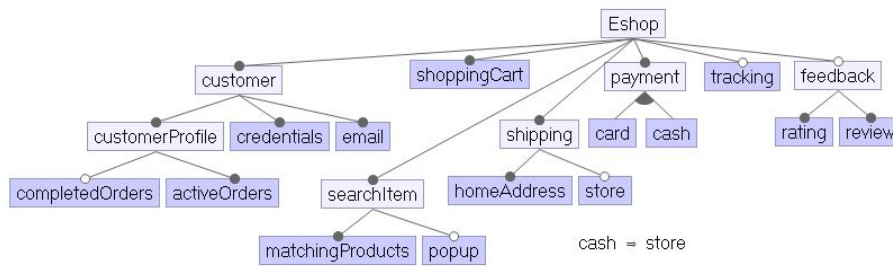 Eshop
customer
shoppingCart
payment
tracking
feedback
customerProfile
credentials
email
shipping
card
cash
rating
review
completedOrders
activeOrders
searchItem
homeAddress
store
matchingProducts
popup
cash ⇒ store